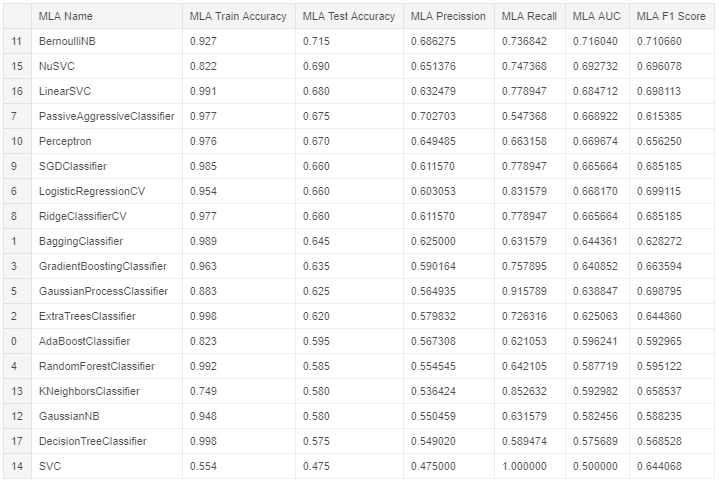 MLA Name MLA Train Accuracy MLA Test Accuracy MLA Precission MLA Recall MLA AUC MLA F1 Score
11 BernoulliNB 0.927 0.715 0.686275 0.736842 0.716040 0.710660
15 NuSVC 0.822 0.690 0.651376 0.747368 0.692732 0.696078
16 LinearSVC 0.991 0.680 0.632479 0.778947 0.684712 0.698113
7 PassiveAggressiveClassifier 0.977 0.675 0.702703 0.547368 0.668922 0.615385
10 Perceptron 0.976 0.670 0.649485 0.663158 0.669674 0.656250
9 SGDClassifier 0.985 0.660 0.611570 0.778947 0.665664 0.685185
6 LogisticRegressionCV 0.954 0.660 0.603053 0.831579 0.668170 0.699115
8 RidgeClassifierCV 0.977 0.660 0.611570 0.778947 0.665664 0.685185
1 BaggingClassifier 0.989 0.645 0.625000 0.631579 0.644361 0.628272
3 GradientBoostingClassifier 0.963 0.635 0.590164 0.757895 0.640852 0.663594
5 GaussianProcessClassifier 0.883 0.625 0.564935 0.915789 0.638847 0.698795
2 ExtraTreesClassifier 0.998 0.620 0.579832 0.726316 0.625063 0.644860
0 AdaBoostClassifier 0.823 0.595 0.567308 0.621053 0.596241 0.592965
4 RandomForestClassifier 0.992 0.585 0.554545 0.642105 0.587719 0.595122
13 KNeighborsClassifier 0.749 0.580 0.536424 0.852632 0.592982 0.658537
12 GaussianNB 0.948 0.580 0.550459 0.631579 0.582456 0.588235
17 DecisionTreeClassifier 0.998 0.575 0.549020 0.589474 0.575689 0.568528
14 SVC 0.554 0.475 0.475000 1.000000 0.500000 0.644068